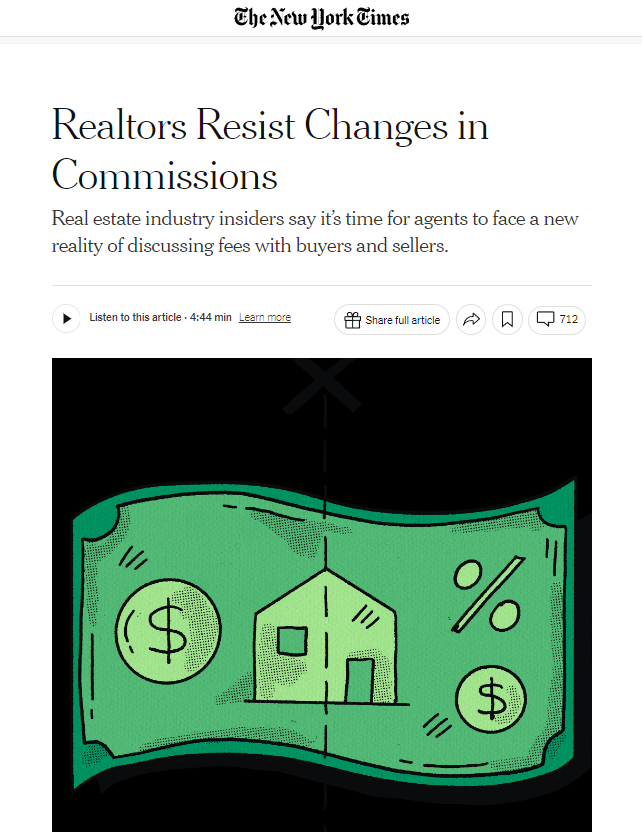 The New York Times
Realtors Resist Changes in
Commissions
Real estate industry insiders say it’s time for agents to face a new
reality of discussing fees with buyers and sellers.
Listen to this article · 4:44 min Learn more
Share full article
712
$
%
$